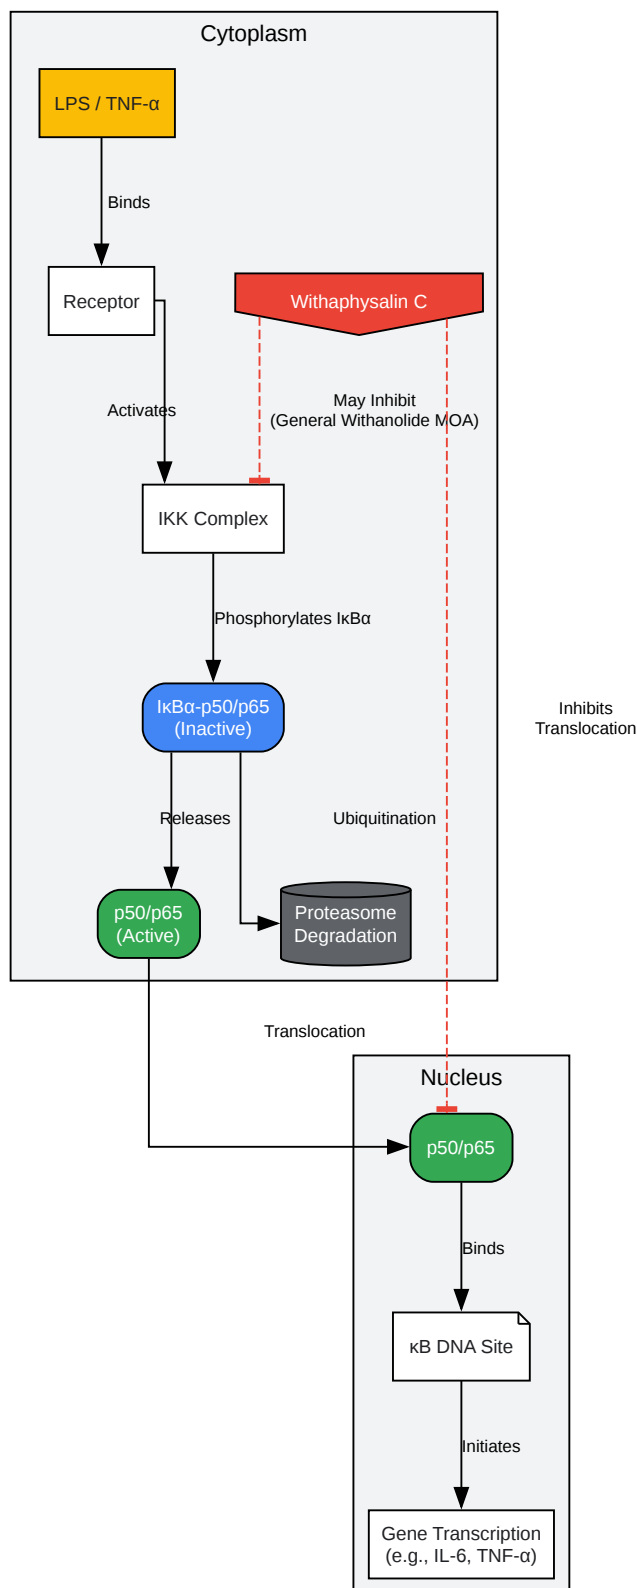 Cytoplasm
LPS / TNF-α
Binds
Receptor
Withaphysalin C
Activates
May Inhibit
(General Withanolide MOA)
IKK Complex
Phosphorylates IκBα
IκBα-p50/p65
(Inactive)
Inhibits
Translocation
Releases
Ubiquitination
p50/p65
(Active)
Proteasome
Degradation
Translocation
Nucleus
p50/p65
Binds
κB DNA Site
Initiates
Gene Transcription
(e.g., IL-6, TNF-α)